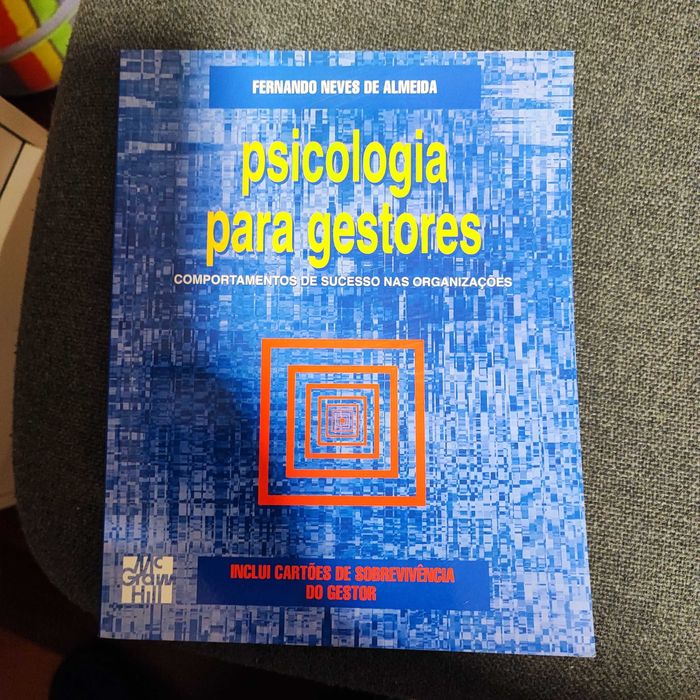 FERNANDO NEVES DE ALMEIDA
psicologia
para gestores
COMPORTAMENTOS DE SUCESSO NAS ORGANIZAÇÕES
INCLUI CARTÕES DE SOBREVIVÊNCIA
DO GESTOR
Mc
Graw
Hill